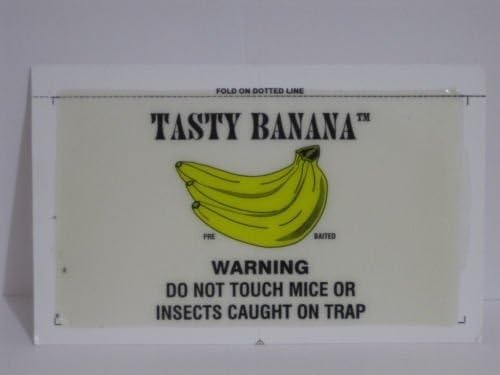 FOLD ON DOTTED LINE
TASTY BANANA™
PRE BAITED
WARNING
DO NOT TOUCH MICE OR
INSECTS CAUGHT ON TRAP